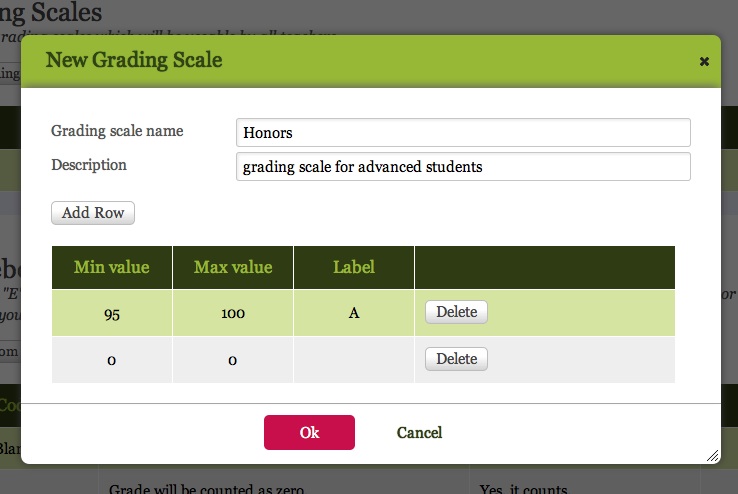 ng Scales
New Grading Scale
Grading scale name
Honors
Description
grading scale for advanced students
Add Row
Min value Max value Label
95 100 A Delete
0 0 Delete
Ok Cancel
Grade will be counted as zero Yes, it counts